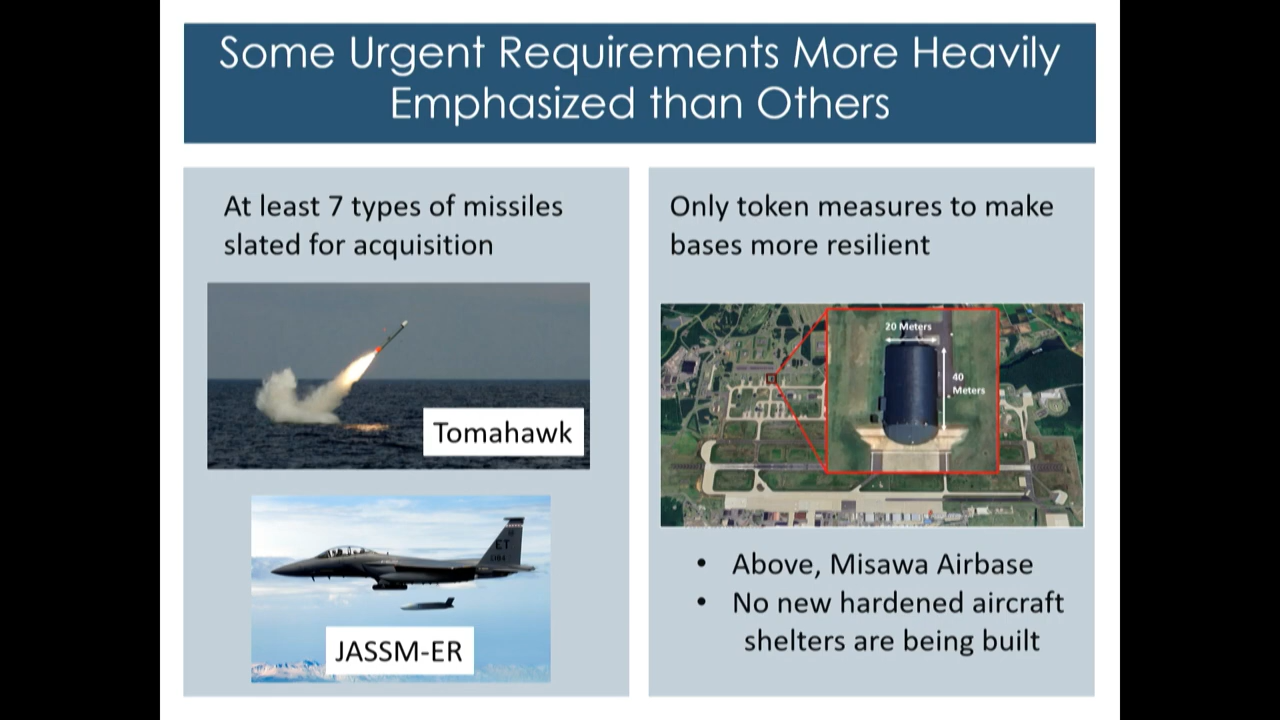 Some Urgent Requirements More Heavily
Emphasized than Others
At least 7 types of missiles
slated for acquisition
Tomahawk
ET
JASSM-ER
Only token measures to make
bases more resilient
20 Meters
40
Meters
• Above, Misawa Airbase
• No new hardened aircraft
shelters are being built